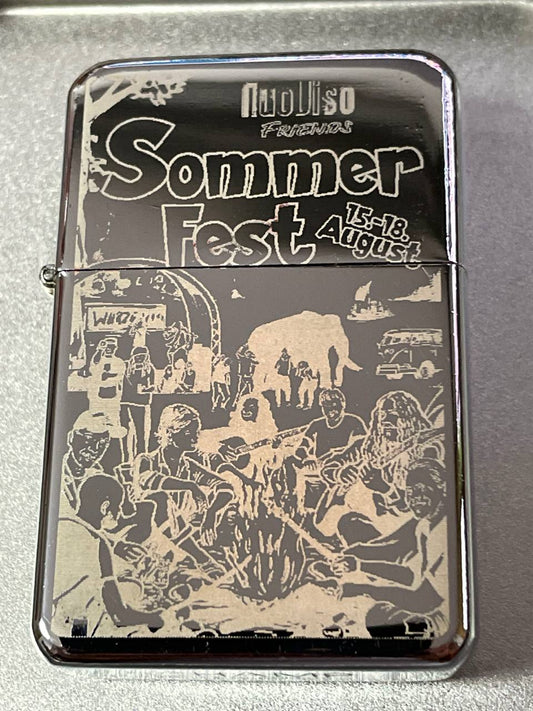 NuoViso
FRIENDS
Sommer
Fest
15.-18.
August